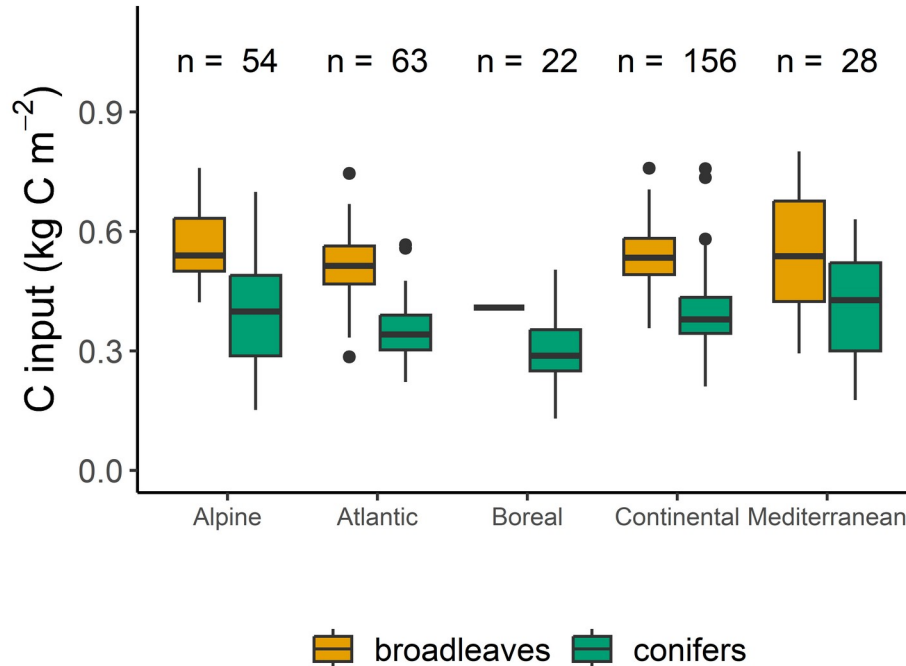 n = 54 n = 63 n = 22 n = 156 n = 28
C input (kg C m−2)
0.9
0.6
0.3
0.0
Alpine Atlantic Boreal Continental Mediterranean
broadleaves conifers